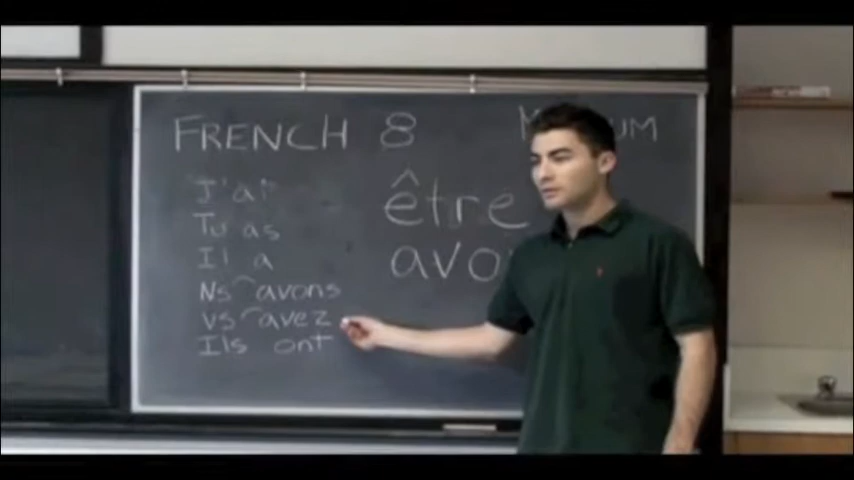 FRENCH 8
J'ai
Tu as
Il a
Ns avons
vs avez
Ils ont
être